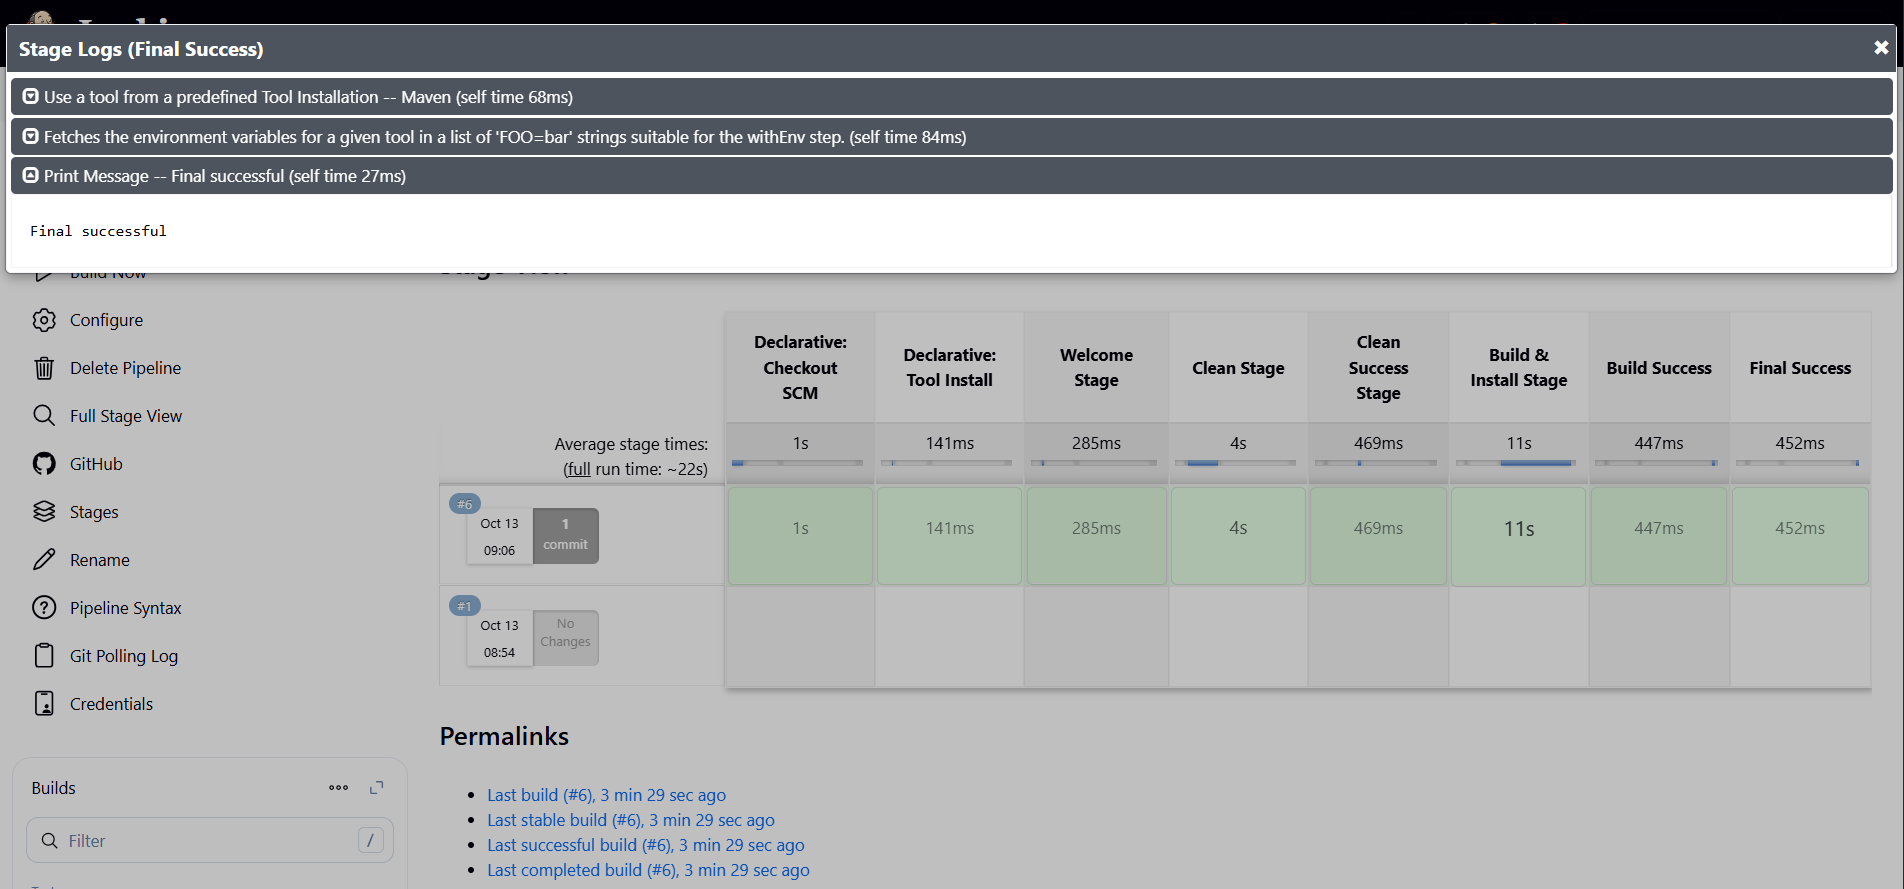 Stage Logs (Final Success)
Use a tool from a predefined Tool Installation -- Maven (self time 68ms)
Fetches the environment variables for a given tool in a list of 'FOO=bar' strings suitable for the withEnv step. (self time 84ms)
Print Message -- Final successful (self time 27ms)
Final successful
Build Now
Configure
Delete Pipeline
Full Stage View
GitHub
Stages
Rename
Pipeline Syntax
Git Polling Log
Credentials
Builds
Filter
/
Stage View
Declarative:
Checkout
SCM
Declarative:
Tool Install
Welcome
Stage
Clean Stage
Clean
Success
Stage
Build &
Install Stage
Build Success
Final Success
Average stage times:
(full run time: ~22s)
1s
141ms
285ms
4s
469ms
11s
447ms
452ms
#6
Oct 13
09:06
1
commit
1s
141ms
285ms
4s
469ms
11s
447ms
452ms
#1
Oct 13
08:54
No
Changes
Permalinks
Last build (#6), 3 min 29 sec ago
Last stable build (#6), 3 min 29 sec ago
Last successful build (#6), 3 min 29 sec ago
Last completed build (#6), 3 min 29 sec ago